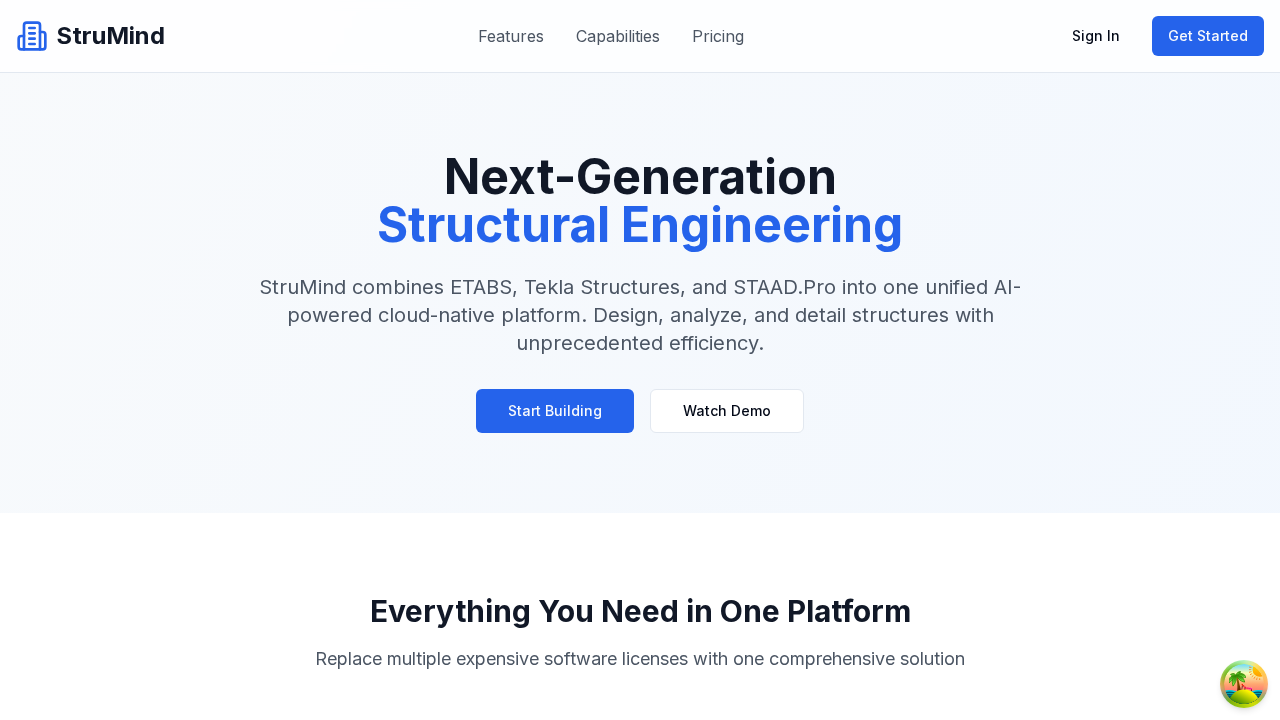 StruMind
Features
Capabilities
Pricing
Sign In
Get Started
Next-Generation
Structural Engineering
StruMind combines ETABS, Tekla Structures, and STAAD.Pro into one unified AI-
powered cloud-native platform. Design, analyze, and detail structures with
unprecedented efficiency.
Start Building
Watch Demo
Everything You Need in One Platform
Replace multiple expensive software licenses with one comprehensive solution